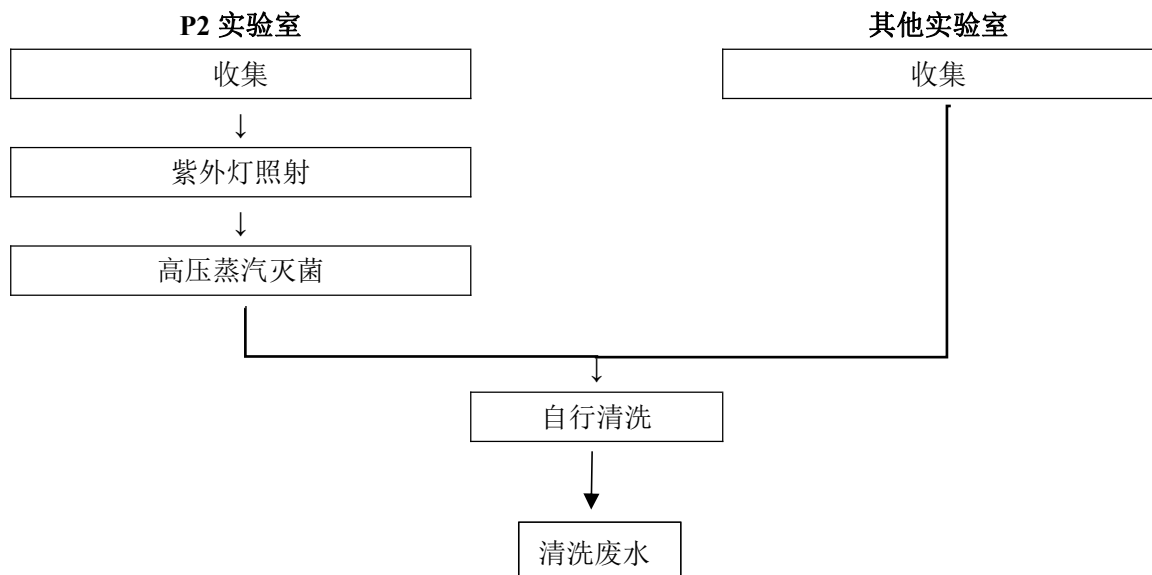 P2 实验室
其他实验室
收集
收集
↓
紫外灯照射
↓
高压蒸汽灭菌
↓
自行清洗
清洗废水